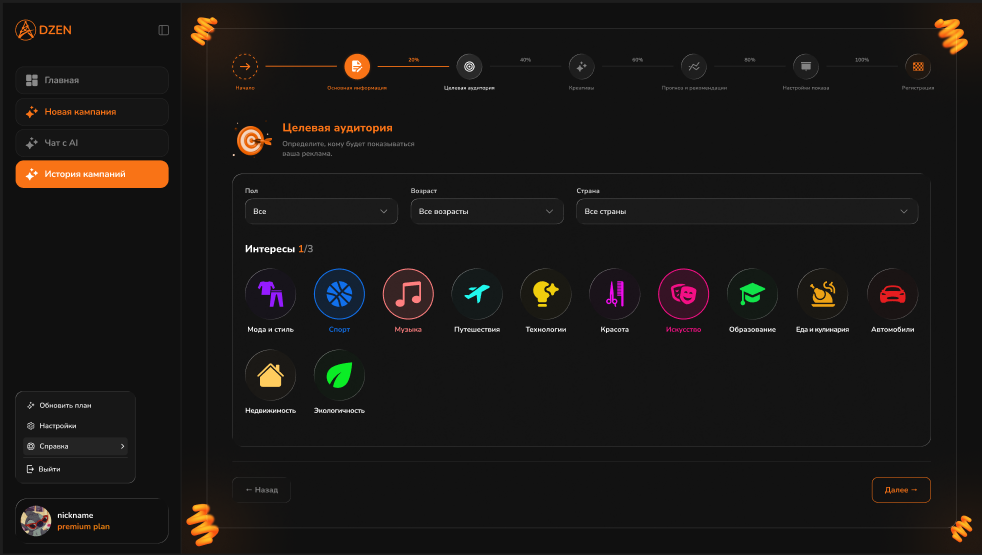 DZEN
Главная
Новая кампания
Чат с AI
История кампаний
Обновить план
Настройки
Справка
Выйти
nickname
premium plan
20%
40%
60%
80%
100%
Начало
Основная информация
Целевая аудитория
Креативы
Прогноз и рекомендации
Настройки показа
Регистрация
Целевая аудитория
Определите, кому будет показываться
ваша реклама.
Пол
Возраст
Страна
Все
Все возрасты
Все страны
Интересы 1/3
Мода и стиль
Спорт
Музыка
Путешествия
Технологии
Красота
Искусство
Образование
Еда и кулинария
Автомобили
Недвижимость
Экологичность
← Назад
Далее →